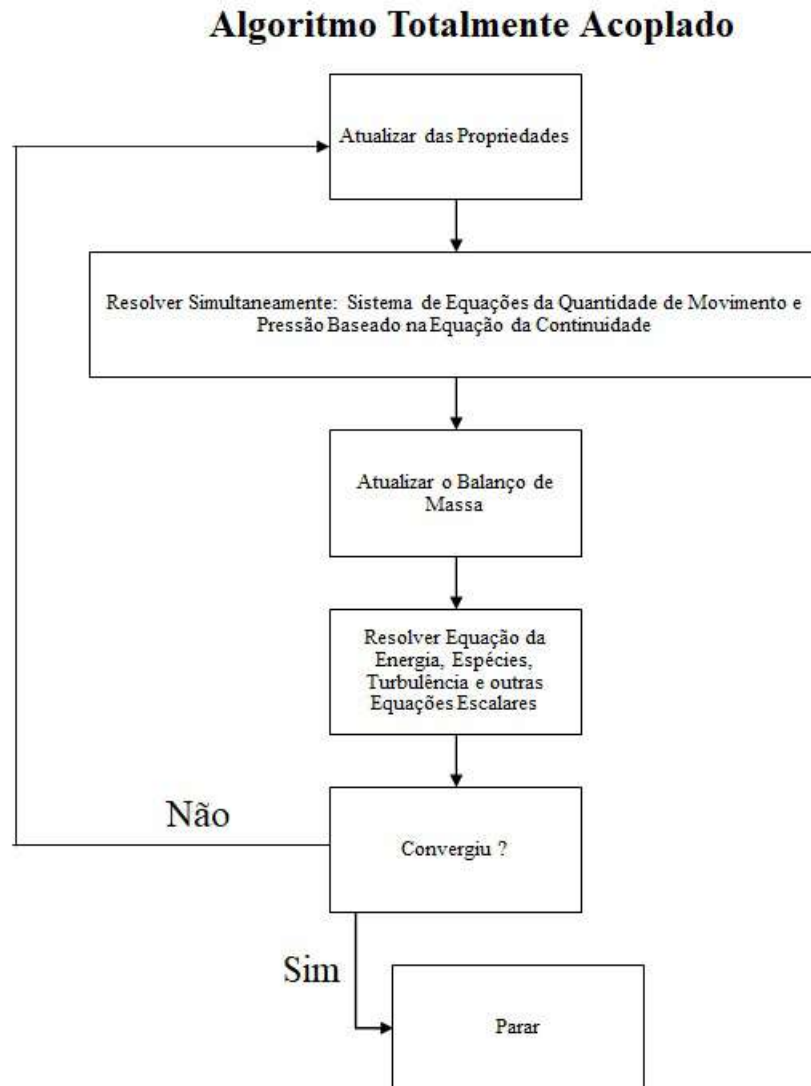 Algoritmo Totalmente Acoplado
Atualizar das Propriedades
Resolver Simultaneamente: Sistema de Equações da Quantidade de Movimento e
Pressão Baseado na Equação da Continuidade
Atualizar o Balanço de
Massa
Resolver Equação da
Energia, Espécies,
Turbulência e outras
Equações Escalares
Não
Convergiu ?
Sim
Parar